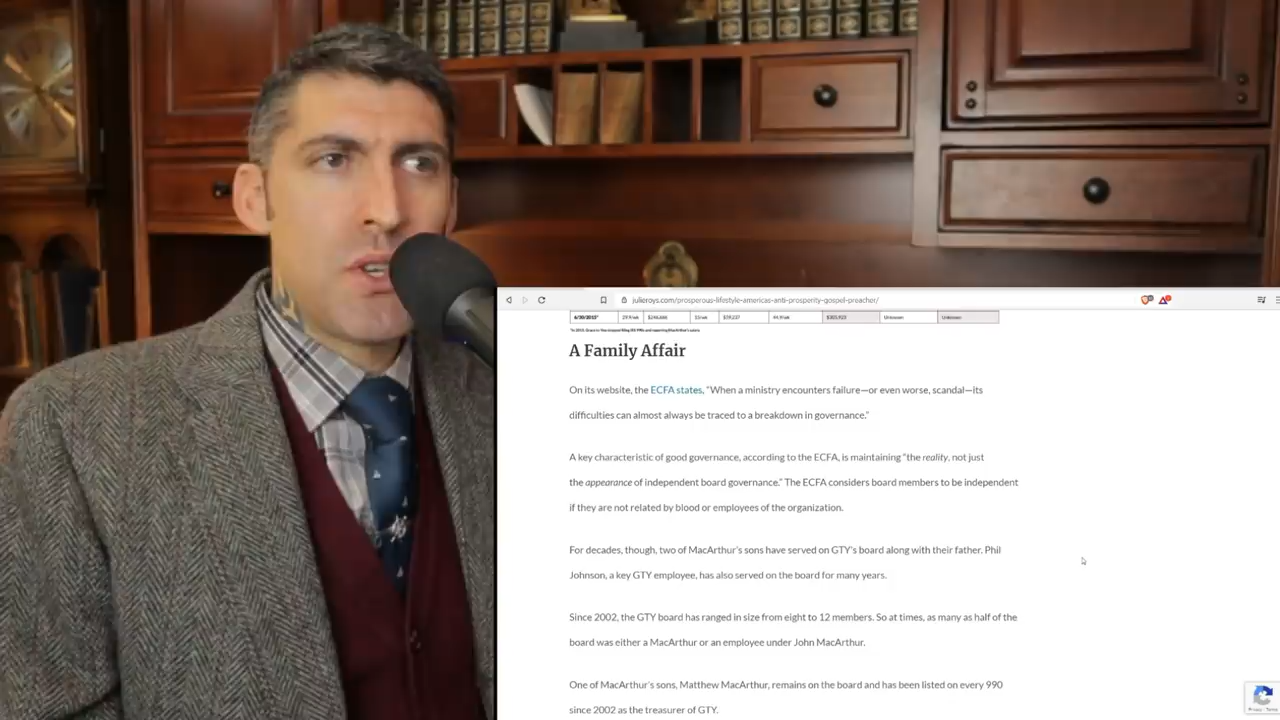 julieroys.com/prosperous-lifestyle-americas-anti-prosperity-gospel-preacher/
6/30/2015*
A Family Affair
On its website, the ECFA states, “When a ministry encounters failure—or even worse, scandal—its
difficulties can almost always be traced to a breakdown in governance.”
A key characteristic of good governance, according to the ECFA, is maintaining “the reality, not just
the appearance of independent board governance.” The ECFA considers board members to be independent
if they are not related by blood or employees of the organization.
For decades, though, two of MacArthur’s sons have served on GTY’s board along with their father. Phil
Johnson, a key GTY employee, has also served on the board for many years.
Since 2002, the GTY board has ranged in size from eight to 12 members. So at times, as many as half of the
board was either a MacArthur or an employee under John MacArthur.
One of MacArthur’s sons, Matthew MacArthur, remains on the board and has been listed on every 990
since 2002 as the treasurer of GTY.